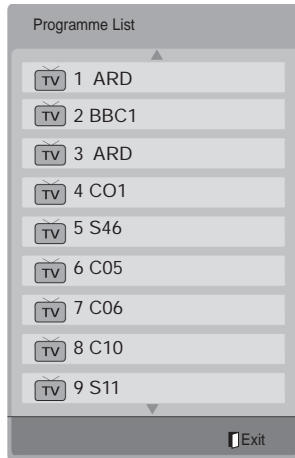 Programme List
TV 1 ARD
TV 2 BBC1
TV 3 ARD
TV 4 CO1
TV 5 S46
TV 6 C05
TV 7 C06
TV 8 C10
TV 9 S11
Exit